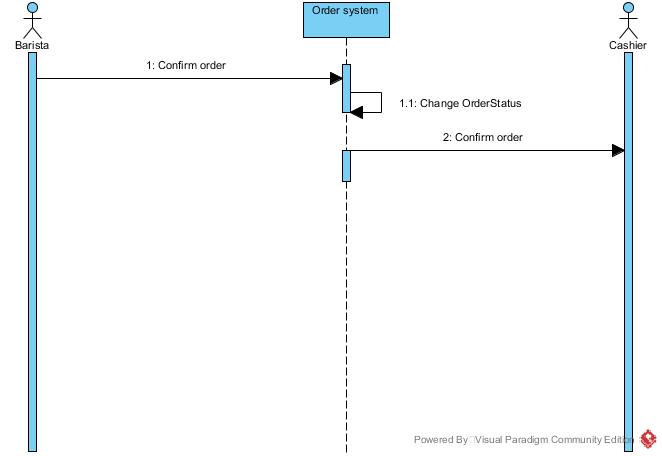 Order system
Barista
Cashier
1: Confirm order
1.1: Change OrderStatus
2: Confirm order
Powered By Visual Paradigm Community Edition